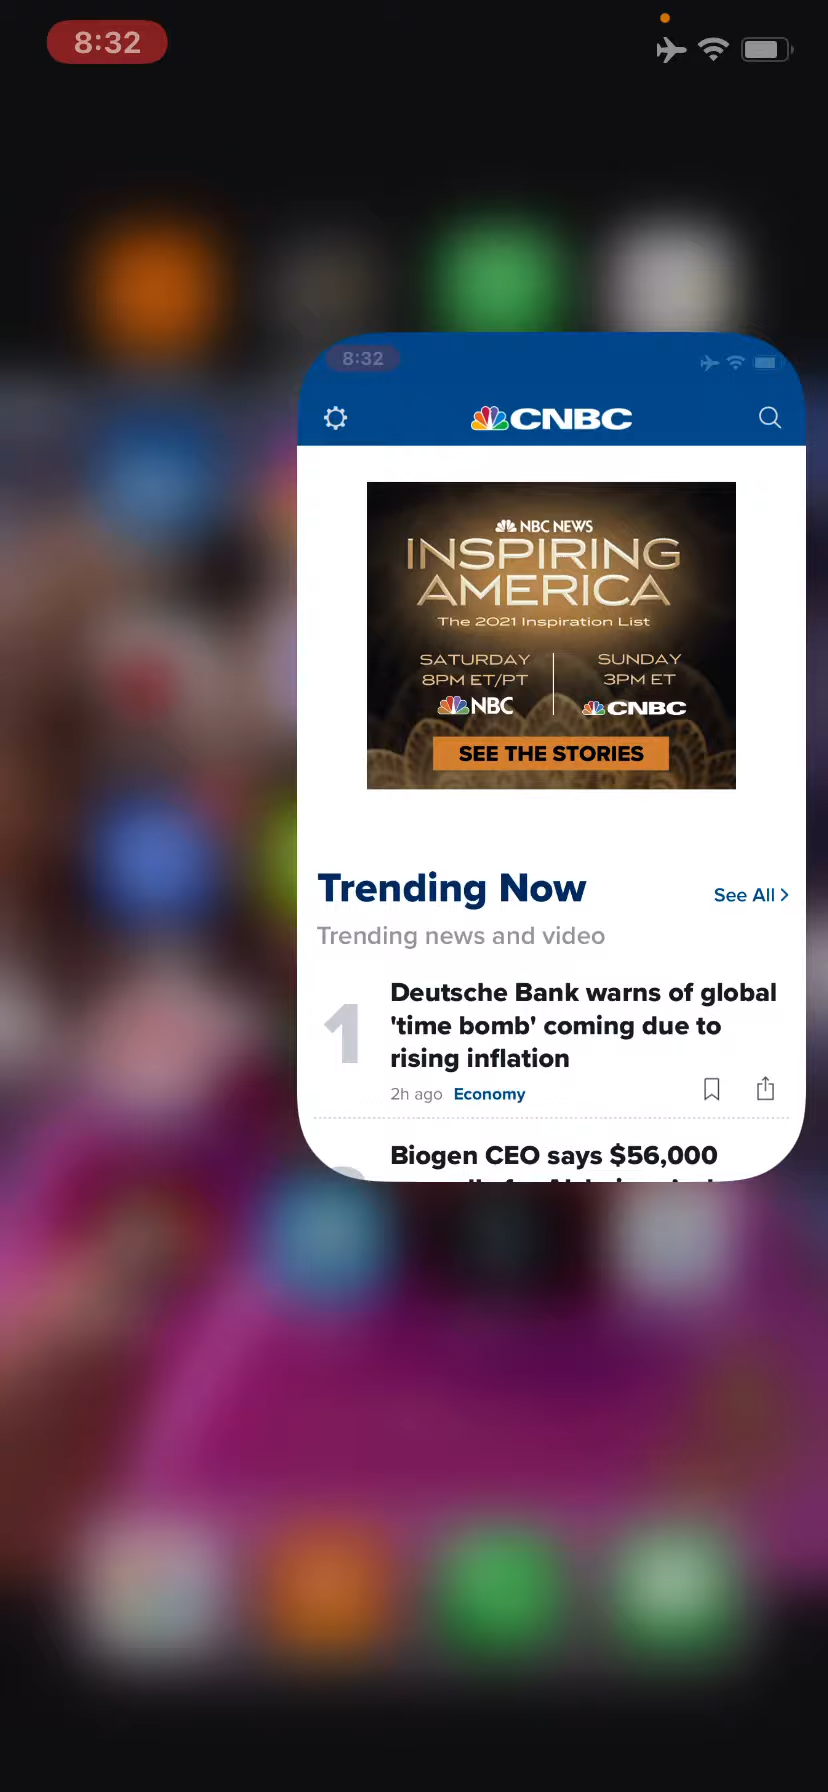 8:32
8:32
CNBC
NBC NEWS
INSPIRING
AMERICA
The 2021 Inspiration List
SATURDAY
8PM ET/PT
NBC
SUNDAY
3PM ET
CNBC
SEE THE STORIES
Trending Now
See All
Trending news and video
1
Deutsche Bank warns of global
'time bomb' coming due to
rising inflation
2h ago Economy
Biogen CEO says $56,000